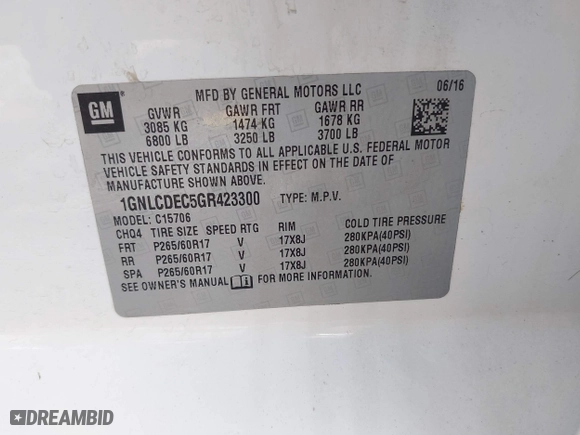 GM
MFD BY GENERAL MOTORS LLC 06/16
GVWR GAWR FRT GAWR RR
3085 KG 1474 KG 1678 KG
6800 LB 3250 LB 3700 LB
THIS VEHICLE CONFORMS TO ALL APPLICABLE U.S. FEDERAL MOTOR
VEHICLE SAFETY STANDARDS IN EFFECT ON THE DATE OF
MANUFACTURE SHOWN ABOVE.
1GNLCDEC5GR423300 TYPE: M.P.V.
MODEL: C15706
CHQ4 TIRE SIZE SPEED RTG RIM COLD TIRE PRESSURE
FRT P265/60R17 V 17X8J 280KPA(40PSI)
RR P265/60R17 V 17X8J 280KPA(40PSI)
SPA P265/60R17 V 17X8J 280KPA(40PSI)
SEE OWNER'S MANUAL FOR MORE INFORMATION.
DREAMBID